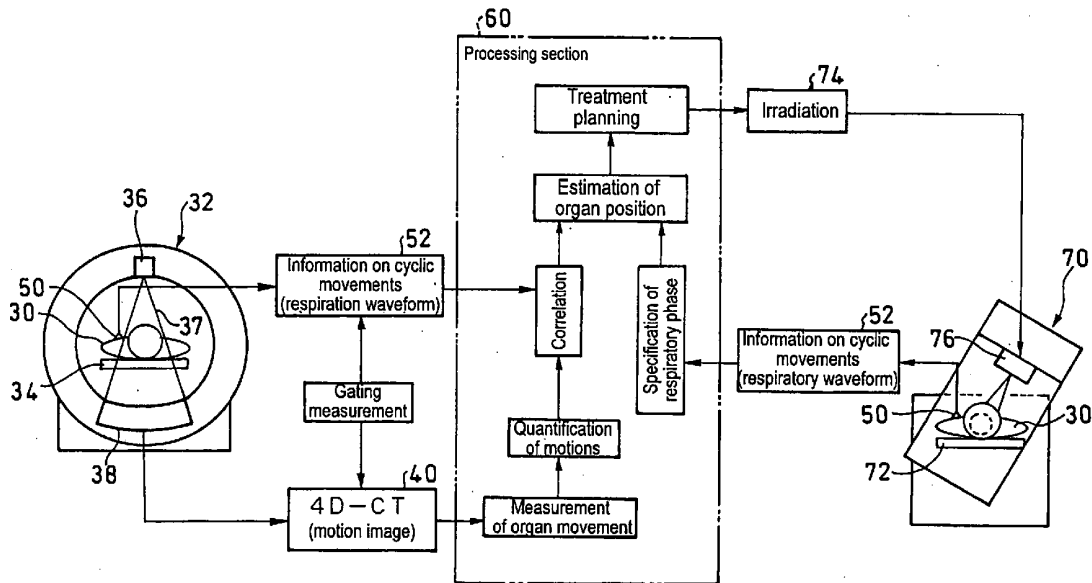 60
Processing section
74
Treatment
planning
Irradiation
36
32
Estimation of
organ position
52
Information on cyclic
movements
(respiration waveform)
50
30
37
34
38
Correlation
Specification of
respiratory phase
70
52
Information on cyclic
movements
(respiratory waveform)
76
50
30
72
Gating
measurement
Quantification
of motions
40
4D-CT
(motion image)
Measurement
of organ movement